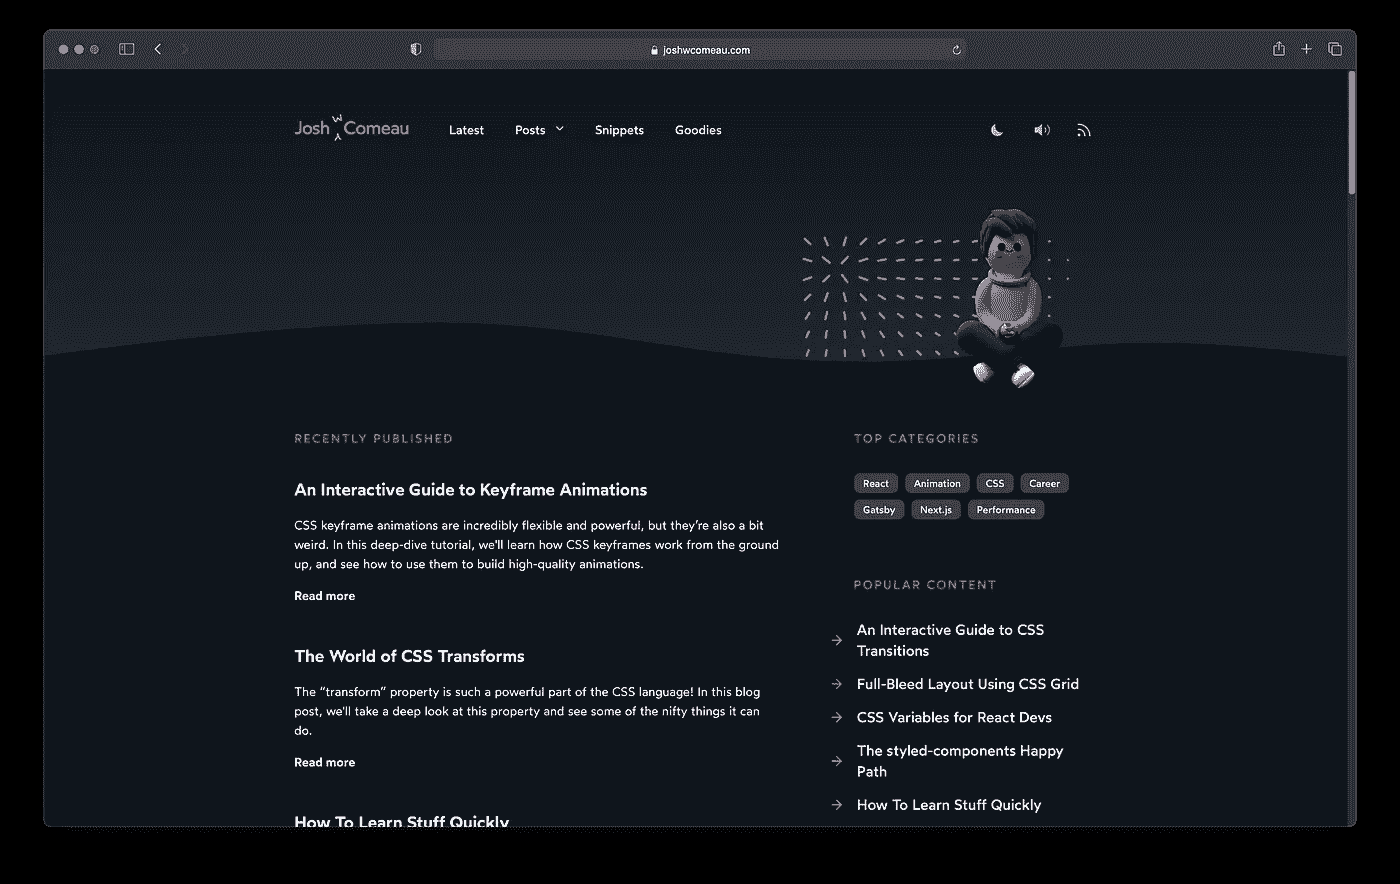 joshwcomeau.com
Josh W Comeau
Latest
Posts
Snippets
Goodies
RECENTLY PUBLISHED
An Interactive Guide to Keyframe Animations
CSS keyframe animations are incredibly flexible and powerful, but they’re also a bit
weird. In this deep-dive tutorial, we'll learn how CSS keyframes work from the ground
up, and see how to use them to build high-quality animations.
Read more
The World of CSS Transforms
The “transform” property is such a powerful part of the CSS language! In this blog
post, we'll take a deep look at this property and see some of the nifty things it can
do.
Read more
How To Learn Stuff Quickly
TOP CATEGORIES
React
Animation
CSS
Career
Gatsby
Next.js
Performance
POPULAR CONTENT
An Interactive Guide to CSS
Transitions
Full-Bleed Layout Using CSS Grid
CSS Variables for React Devs
The styled-components Happy
Path
How To Learn Stuff Quickly